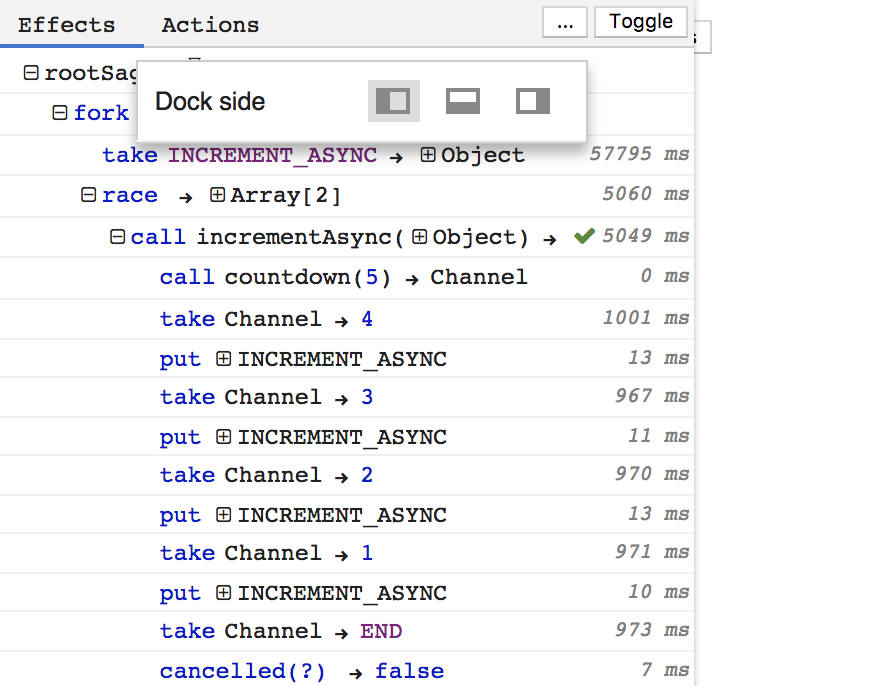 Effects Actions ... Toggle
Dock side
fork
take INCREMENT_ASYNC → ⊞Object 57795 ms
⊟race → ⊞Array[2] 5060 ms
⊟call incrementAsync(⊞Object) → ✔ 5049 ms
call countdown(5) → Channel 0 ms
take Channel → 4 1001 ms
put ⊞INCREMENT_ASYNC 13 ms
take Channel → 3 967 ms
put ⊞INCREMENT_ASYNC 11 ms
take Channel → 2 970 ms
put ⊞INCREMENT_ASYNC 13 ms
take Channel → 1 971 ms
put ⊞INCREMENT_ASYNC 10 ms
take Channel → END 973 ms
cancelled(?) → false 7 ms